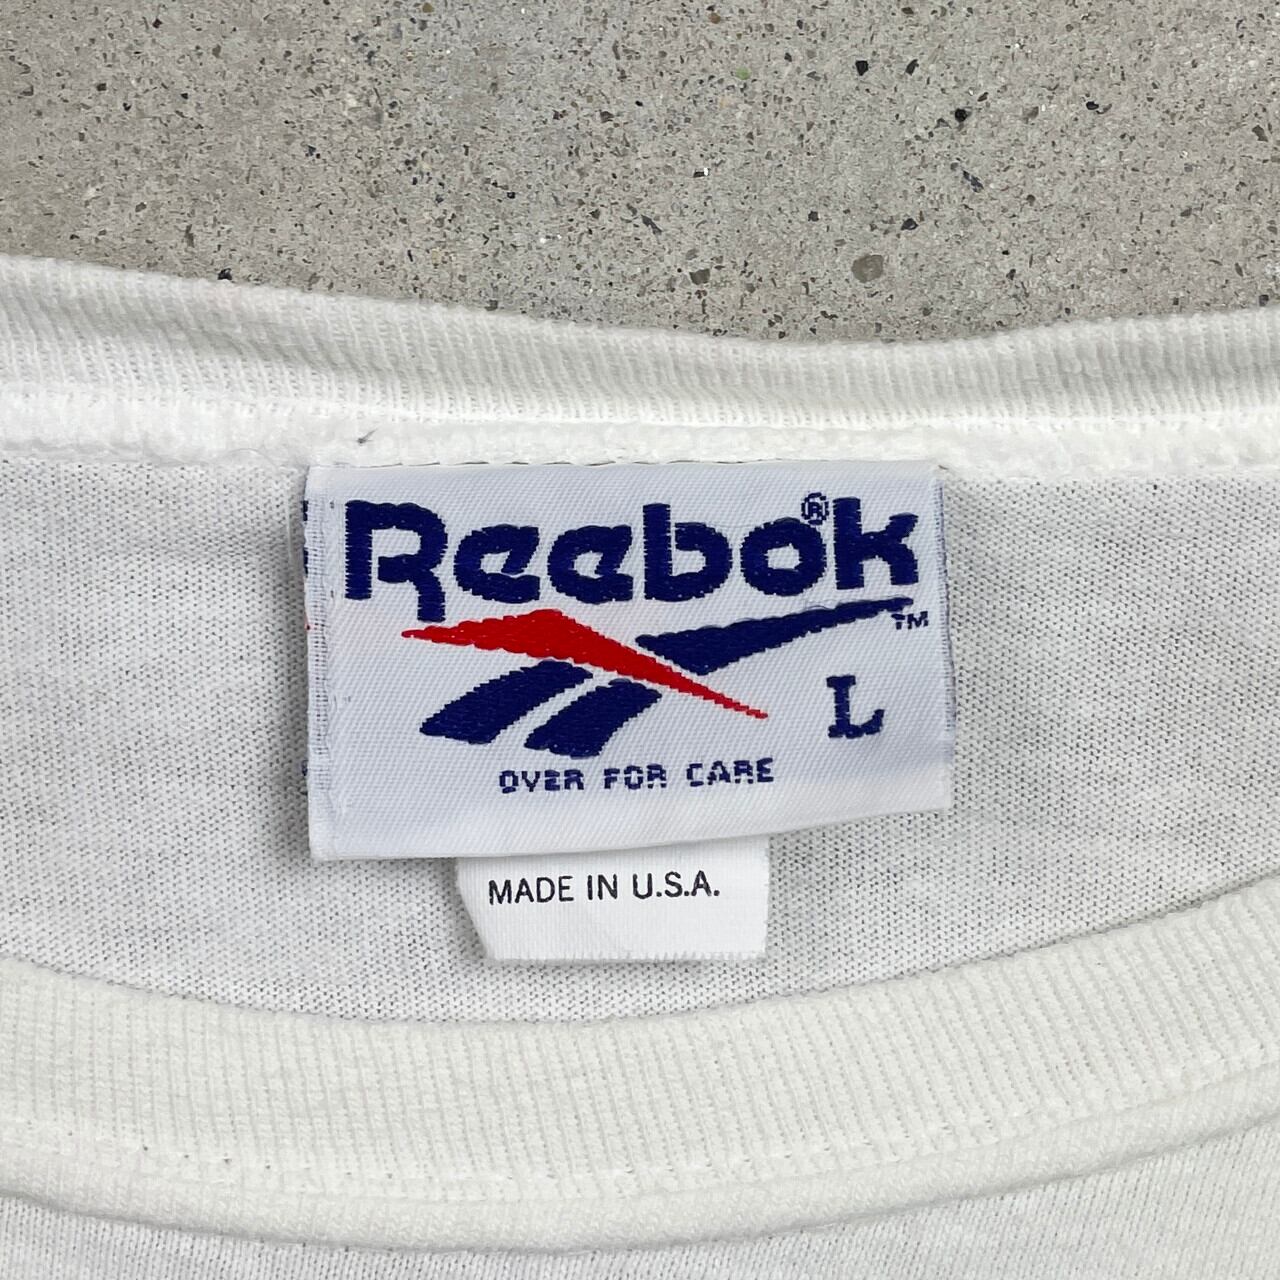 Reebok®
™
L
OVER FOR CARE
MADE IN U.S.A.